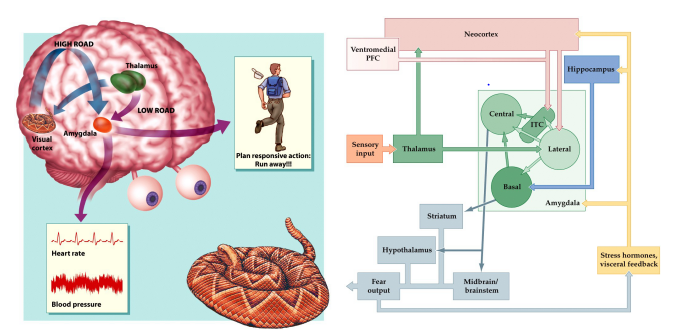 HIGH ROAD
Thalamus
LOW ROAD
Amygdala
Visual
cortex
Plan responsive action:
Run away!!!
Heart rate
Blood pressure
Neocortex
Ventromedial
PFC
Hippocampus
Central
ITC
Sensory
input
Thalamus
Lateral
Basal
Amygdala
Striatum
Hypothalamus
Stress hormones,
visceral feedback
Fear
output
Midbrain/
brainstem